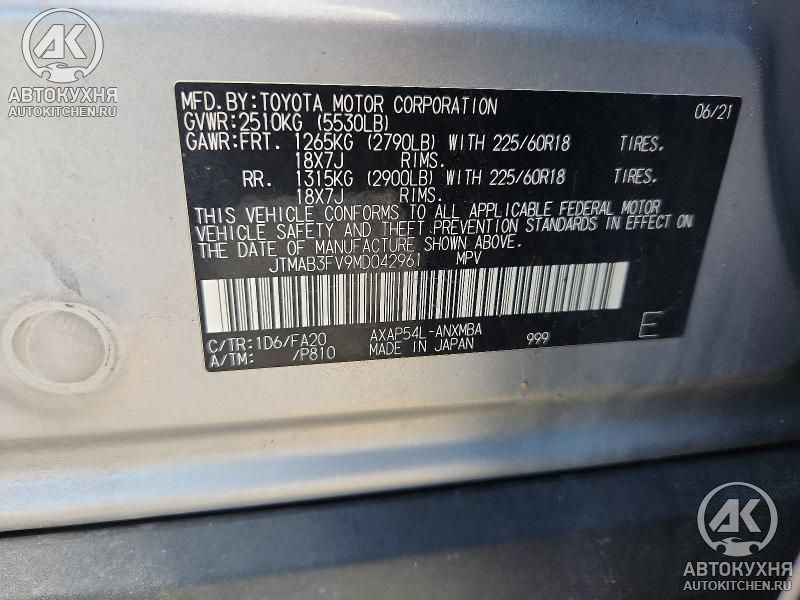 АК
АВТОКУХНЯ
AUTOKITCHEN.RU
MFD.BY:TOYOTA MOTOR CORPORATION 06/21
GVWR:2510KG (5530LB)
GAWR:FRT. 1265KG (2790LB) WITH 225/60R18 TIRES.
18X7J RIMS.
RR. 1315KG (2900LB) WITH 225/60R18 TIRES.
18X7J RIMS.
THIS VEHICLE CONFORMS TO ALL APPLICABLE FEDERAL MOTOR
VEHICLE SAFETY AND THEFT PREVENTION STANDARDS IN EFFECT ON
THE DATE OF MANUFACTURE SHOWN ABOVE.
JTMAB3FV9MD042961 MPV
C/TR:1D6/FA20 AXAP54L-ANXMBA 999 E
A/TM: /P810 MADE IN JAPAN
АК
АВТОКУХНЯ
AUTOKITCHEN.RU